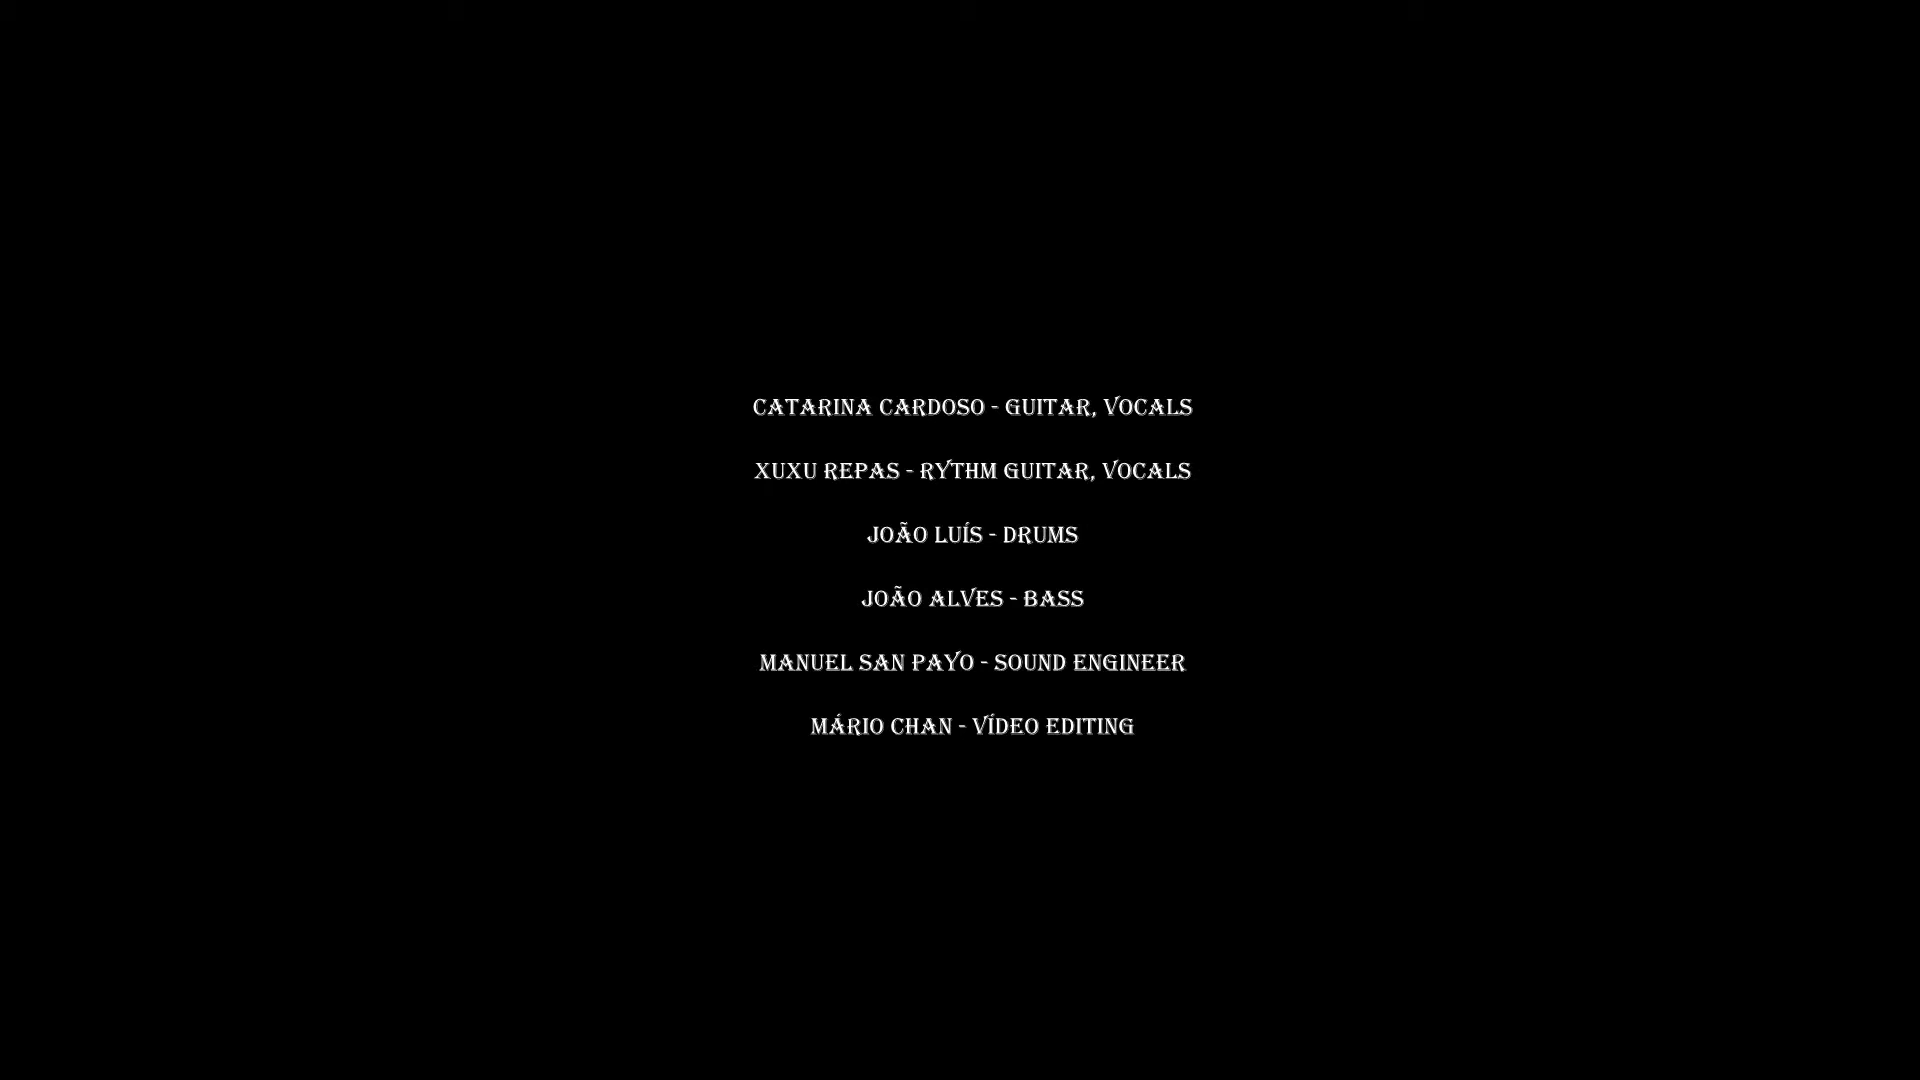 CATARINA CARDOSO - GUITAR, VOCALS
XUXU REPAS - RYTHM GUITAR, VOCALS
JOÃO LUÍS - DRUMS
JOÃO ALVES - BASS
MANUEL SAN PAYO - SOUND ENGINEER
MÁRIO CHAN - VÍDEO EDITING